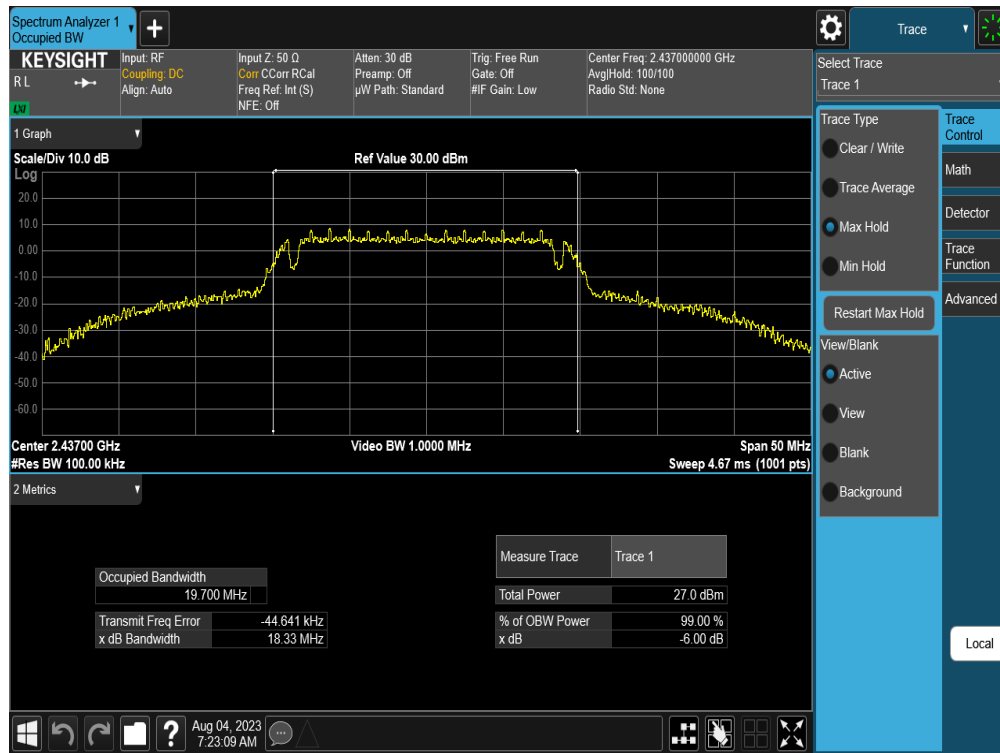 Spectrum Analyzer 1
Occupied BW
+
Trace
KEYSIGHT
R L
LXI
Input: RF
Coupling: DC
Align: Auto
Input Z: 50 Ω
Corr CCorr RCal
Freq Ref: Int (S)
NFE: Off
Atten: 30 dB
Preamp: Off
µW Path: Standard
Trig: Free Run
Gate: Off
#IF Gain: Low
Center Freq: 2.437000000 GHz
Avg|Hold: 100/100
Radio Std: None
Select Trace
Trace 1
1 Graph
Scale/Div 10.0 dB
Ref Value 30.00 dBm
Log
20.0
10.0
0.00
-10.0
-20.0
-30.0
-40.0
-50.0
-60.0
Center 2.43700 GHz
#Res BW 100.00 kHz
Video BW 1.0000 MHz
Span 50 MHz
Sweep 4.67 ms (1001 pts)
2 Metrics
Occupied Bandwidth
19.700 MHz
Transmit Freq Error -44.641 kHz
x dB Bandwidth 18.33 MHz
Measure Trace Trace 1
Total Power 27.0 dBm
% of OBW Power 99.00 %
x dB -6.00 dB
Trace Type
Clear / Write
Trace Average
Max Hold
Min Hold
Restart Max Hold
View/Blank
Active
View
Blank
Background
Trace
Control
Math
Detector
Trace
Function
Advanced
Local
?
Aug 04, 2023
7:23:09 AM